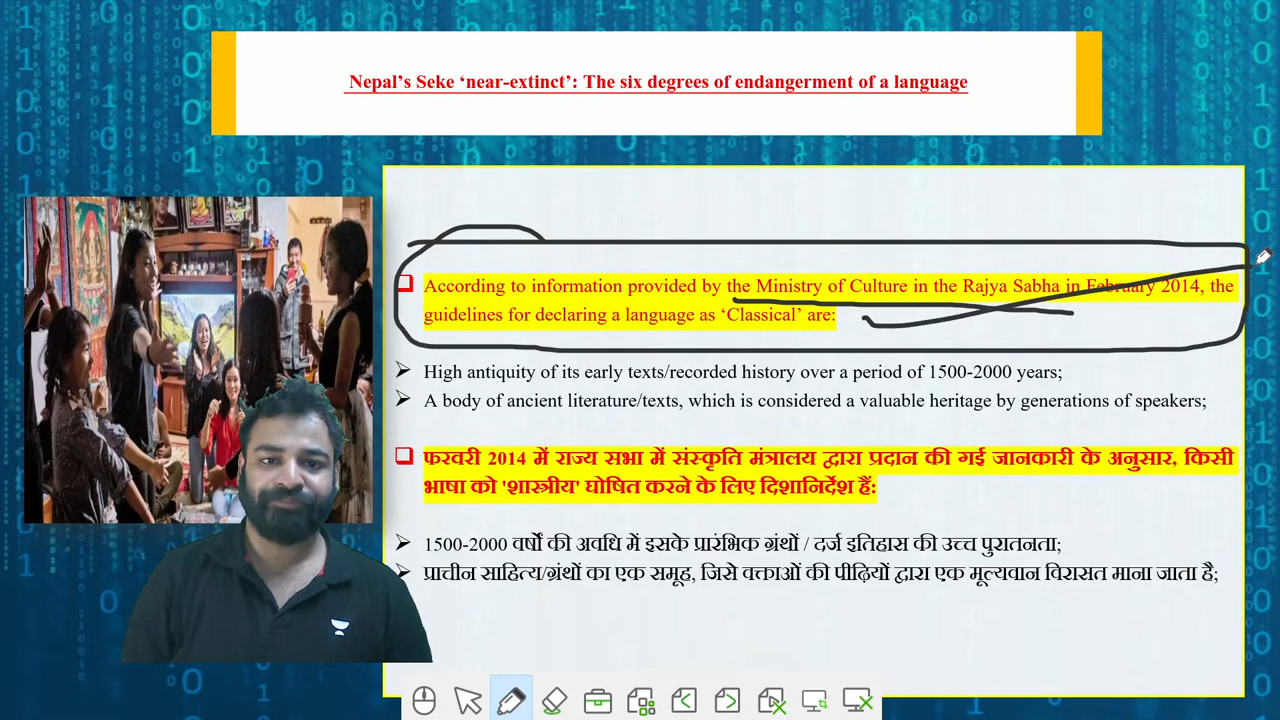 Nepal's Seke 'near-extinct': The six degrees of endangerment of a language
According to information provided by the Ministry of Culture in the Rajya Sabha in February 2014, the
guidelines for declaring a language as 'Classical' are:
High antiquity of its early texts/recorded history over a period of 1500-2000 years;
A body of ancient literature/texts, which is considered a valuable heritage by generations of speakers;
फरवरी 2014 में राज्य सभा में संस्कृति मंत्रालय द्वारा प्रदान की गई जानकारी के अनुसार, किसी
भाषा को 'शास्त्रीय' घोषित करने के लिए दिशानिर्देश हैं:
1500-2000 वर्षों की अवधि में इसके प्रारंभिक ग्रंथों / दर्ज इतिहास की उच्च पुरातनता;
प्राचीन साहित्य/ग्रंथों का एक समूह, जिसे वक्ताओं की पीढ़ियों द्वारा एक मूल्यवान विरासत माना जाता है;